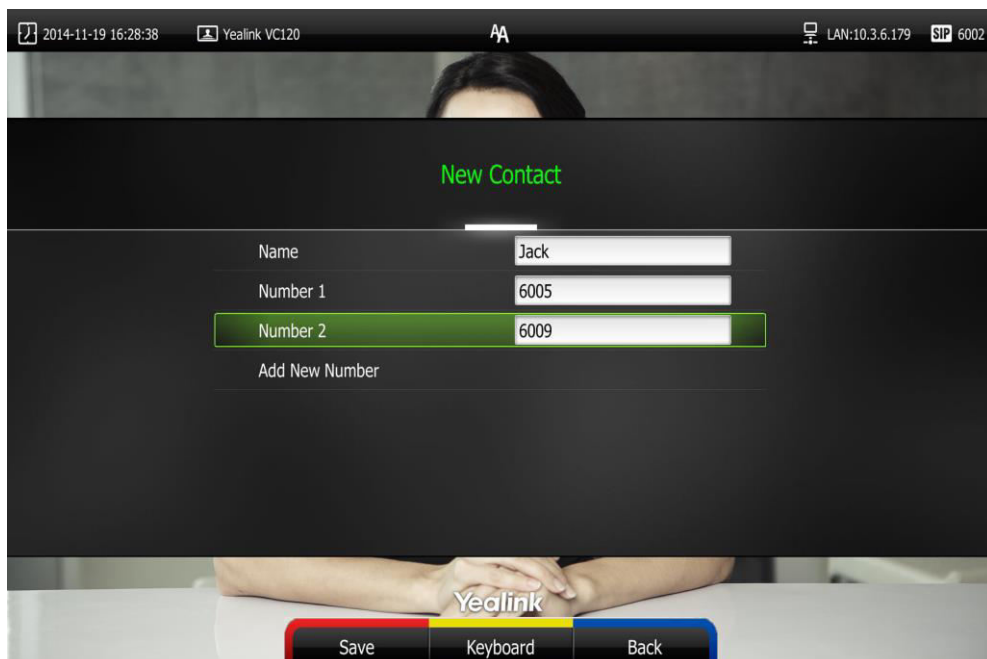 2014-11-19 16:28:38 Yealink VC120 AA LAN:10.3.6.179 SIP 6002
New Contact
Name Jack
Number 1 6005
Number 2 6009
Add New Number
Yealink
Save Keyboard Back